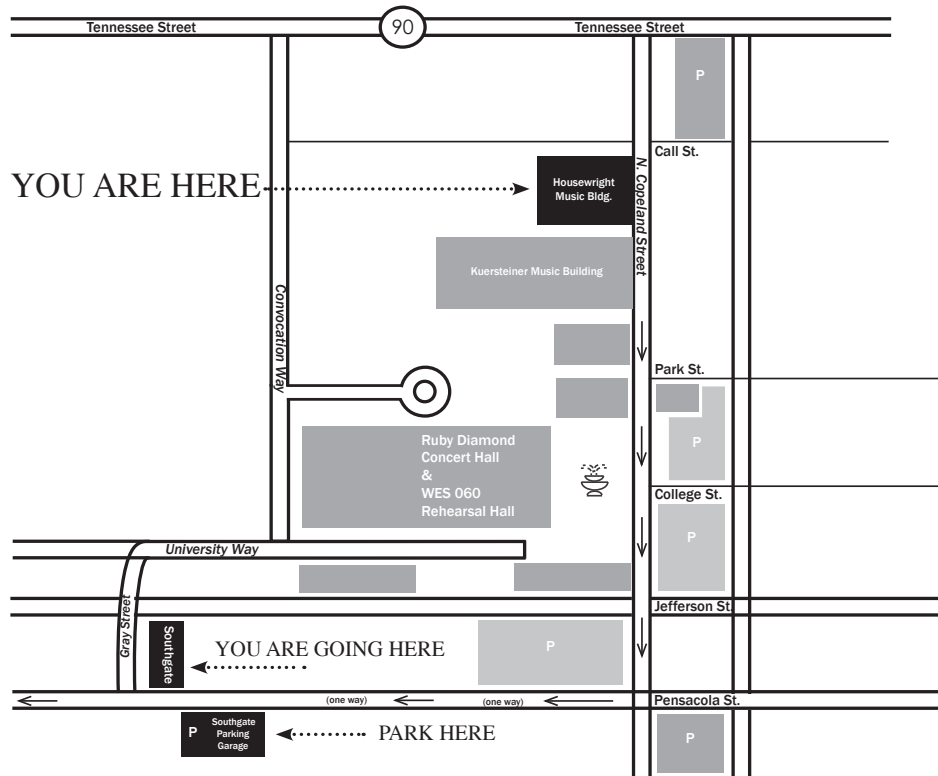 Tennessee Street
90
Tennessee Street
P
Call St.
YOU ARE HERE
Housewright
Music Bldg.
N. Copeland Street
Kuersteiner Music Building
Convocation Way
Park St.
P
Ruby Diamond
Concert Hall
&
WES 060
Rehearsal Hall
College St.
P
University Way
Jefferson St.
Gray Street
Southgate
YOU ARE GOING HERE
P
(one way)
(one way)
Pensacola St.
P
Southgate
Parking
Garage
PARK HERE
P